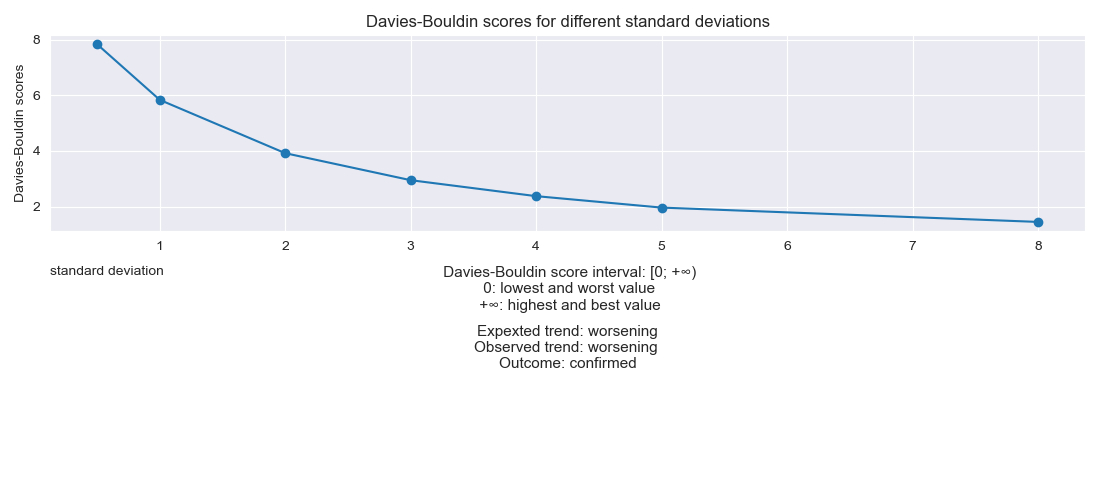 Davies-Bouldin scores for different standard deviations
Davies-Bouldin scores
8
6
4
2
1 2 3 4 5 6 7 8
standard deviation
Davies-Bouldin score interval: [0; +∞)
0: lowest and worst value
+∞: highest and best value
Expexted trend: worsening
Observed trend: worsening
Outcome: confirmed